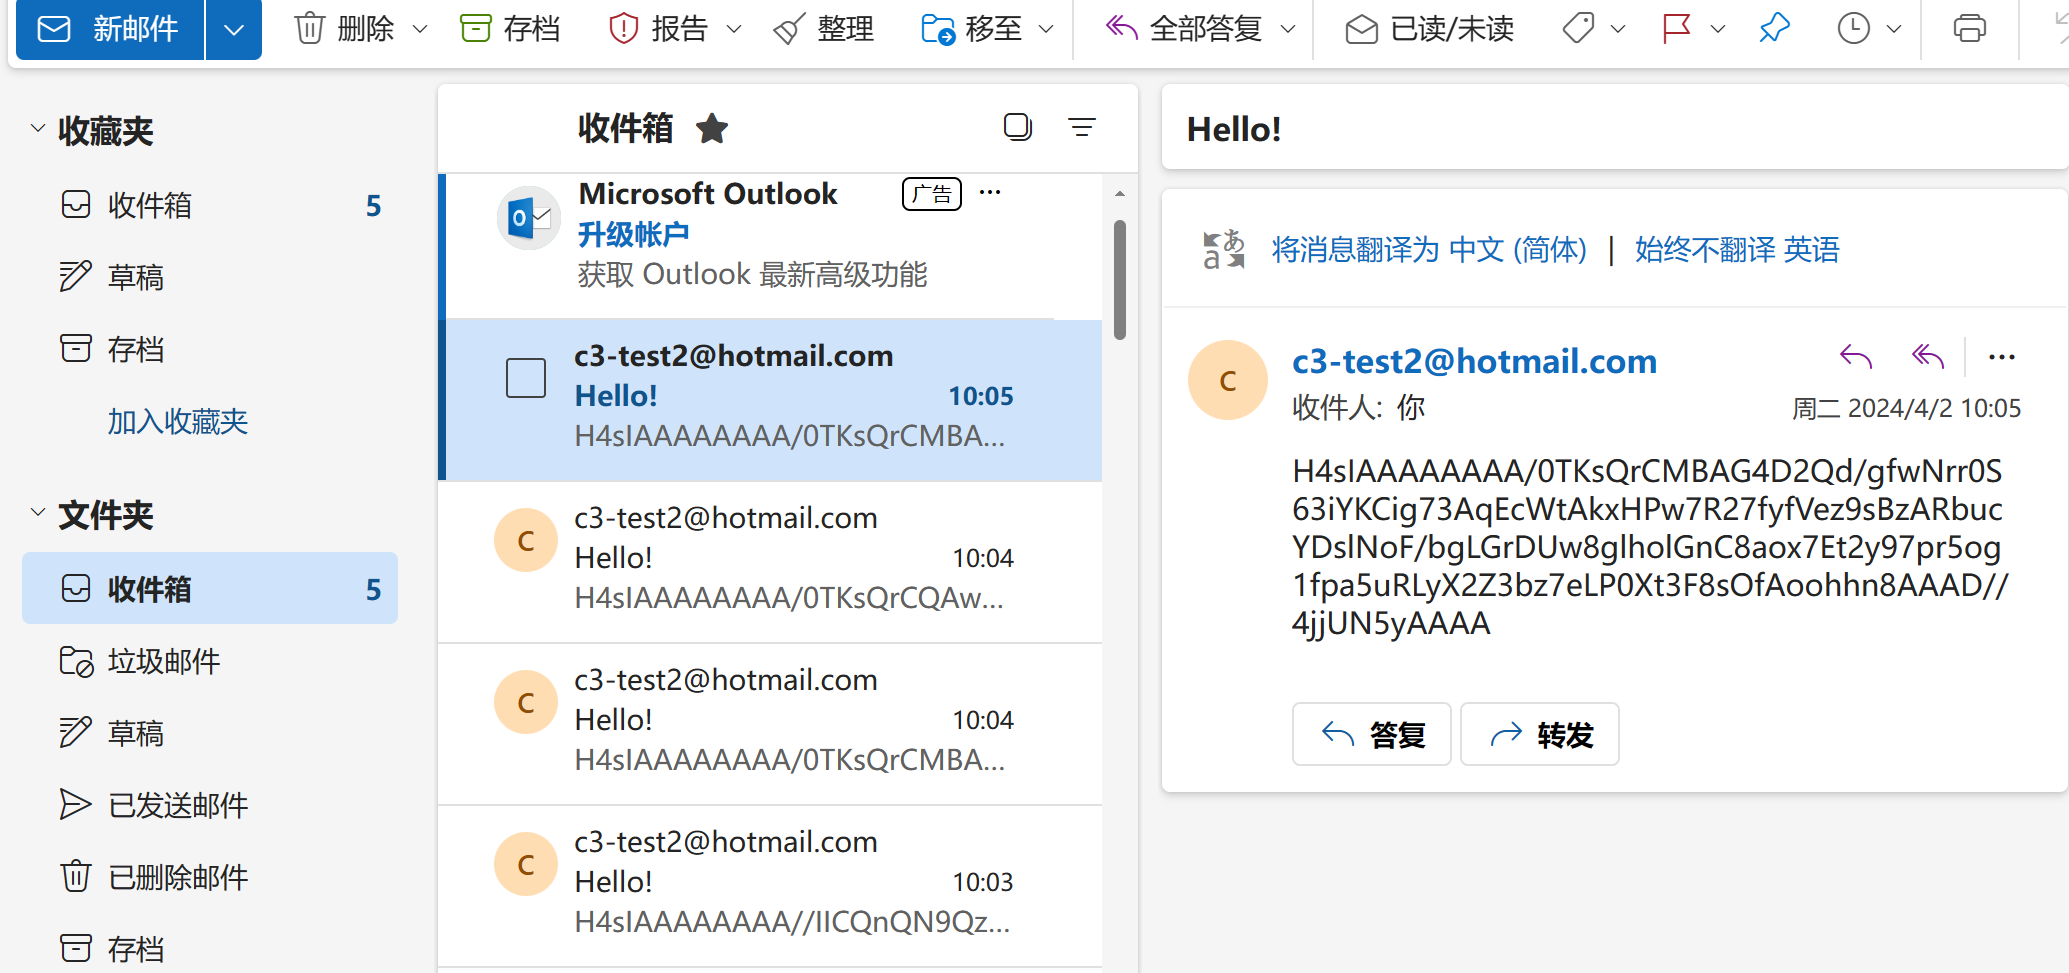 新邮件
删除
存档
报告
整理
移至
全部答复
已读/未读
收藏夹
收件箱 5
草稿
存档
加入收藏夹
文件夹
收件箱 5
垃圾邮件
草稿
已发送邮件
已删除邮件
存档
收件箱
Microsoft Outlook 广告
升级帐户
获取 Outlook 最新高级功能
c3-test2@hotmail.com
Hello! 10:05
H4sIAAAAAAAA/0TKsQrCMBA...
C
c3-test2@hotmail.com
Hello! 10:04
H4sIAAAAAAAA/0TKsQrCQAw...
C
c3-test2@hotmail.com
Hello! 10:04
H4sIAAAAAAAA/0TKsQrCMBA...
C
c3-test2@hotmail.com
Hello! 10:03
H4sIAAAAAAAA//IICQnQN9Qz...
Hello!
将消息翻译为 中文 (简体) | 始终不翻译 英语
C
c3-test2@hotmail.com
收件人: 你
周二 2024/4/2 10:05
H4sIAAAAAAAA/0TKsQrCMBAG4D2Qd/gfwNrr0S
63iYKCig73AqEcWtAkxHPw7R27fyfVez9sBzARbuc
YDslNoF/bgLGrDUw8glholGnC8aox7Et2y97pr5og
1fpa5uRLyX2Z3bz7eLP0Xt3F8sOfAoohhn8AAAD//
4jjUN5yAAAA
答复
转发